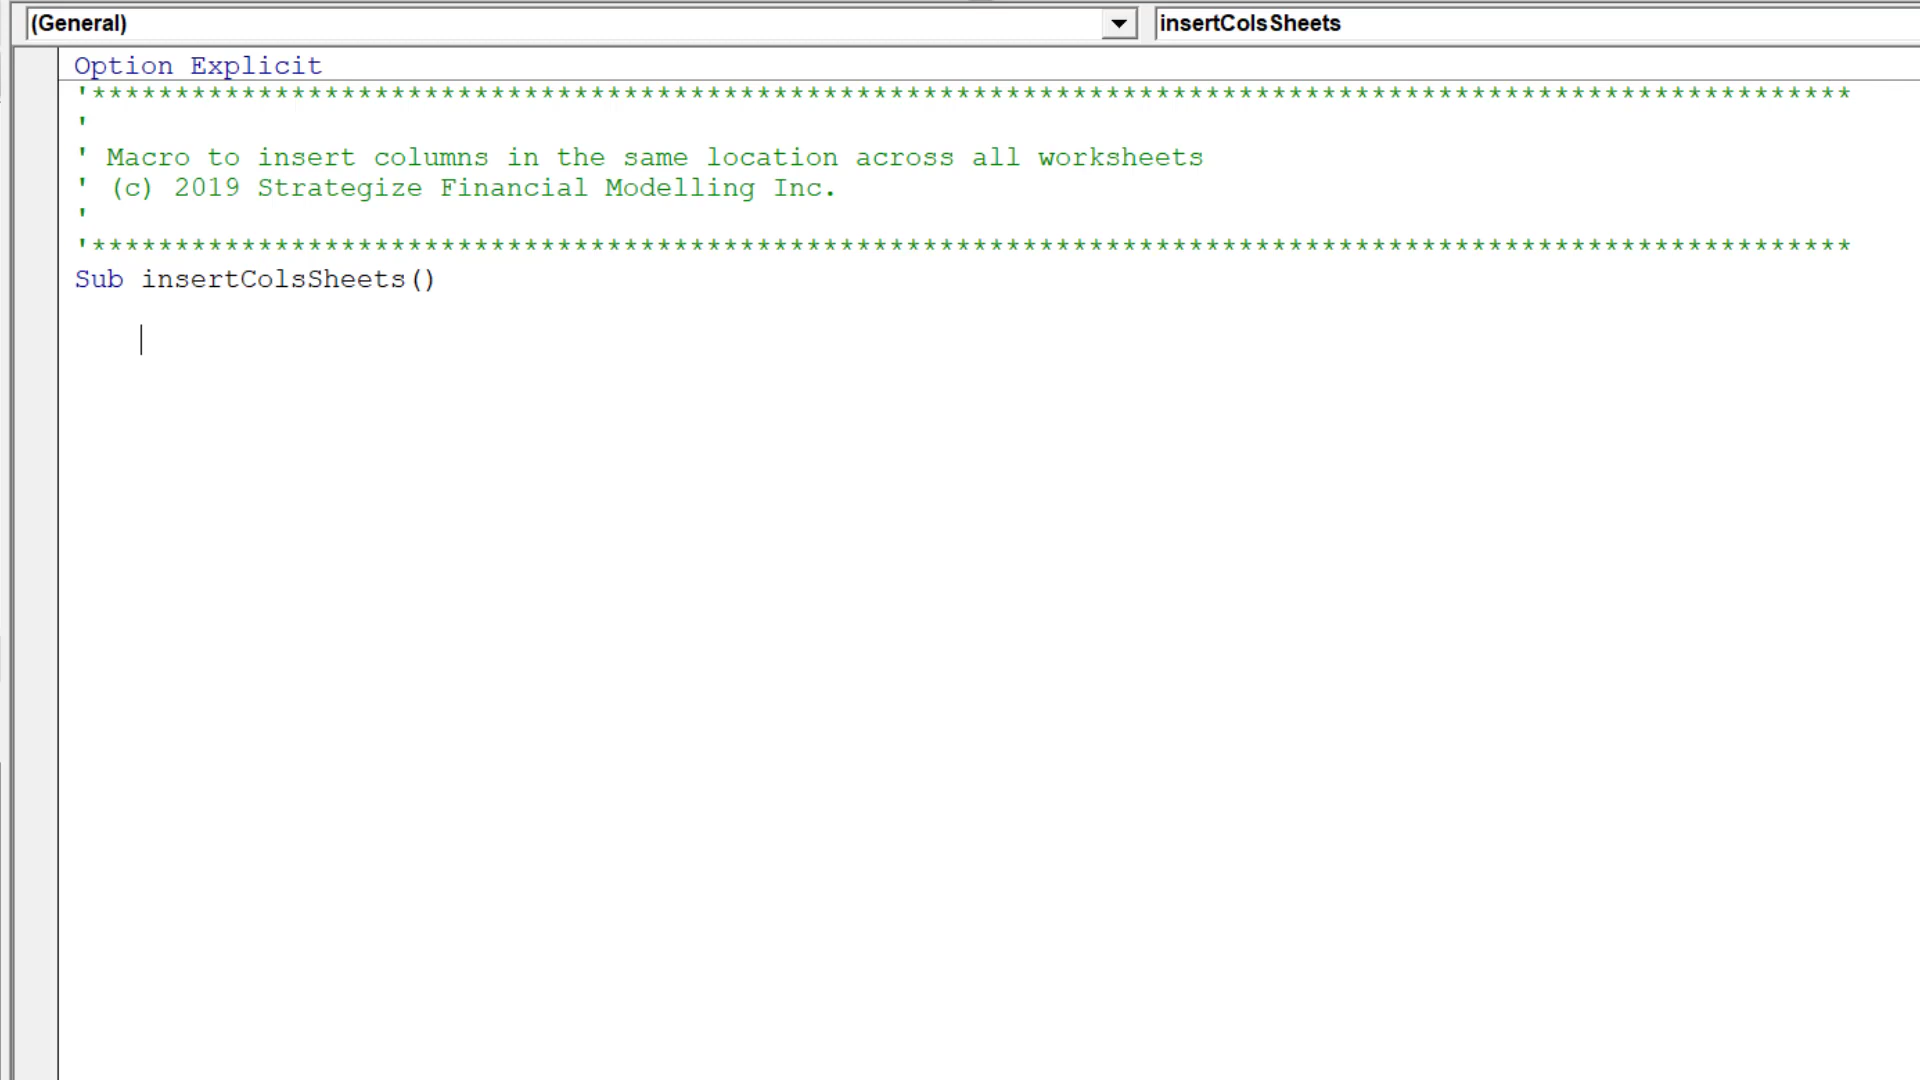 (General)
insertColsSheets
Option Explicit
'**********************************************************************************************************
'
' Macro to insert columns in the same location across all worksheets
' (c) 2019 Strategize Financial Modelling Inc.
'
'**********************************************************************************************************
Sub insertColsSheets()